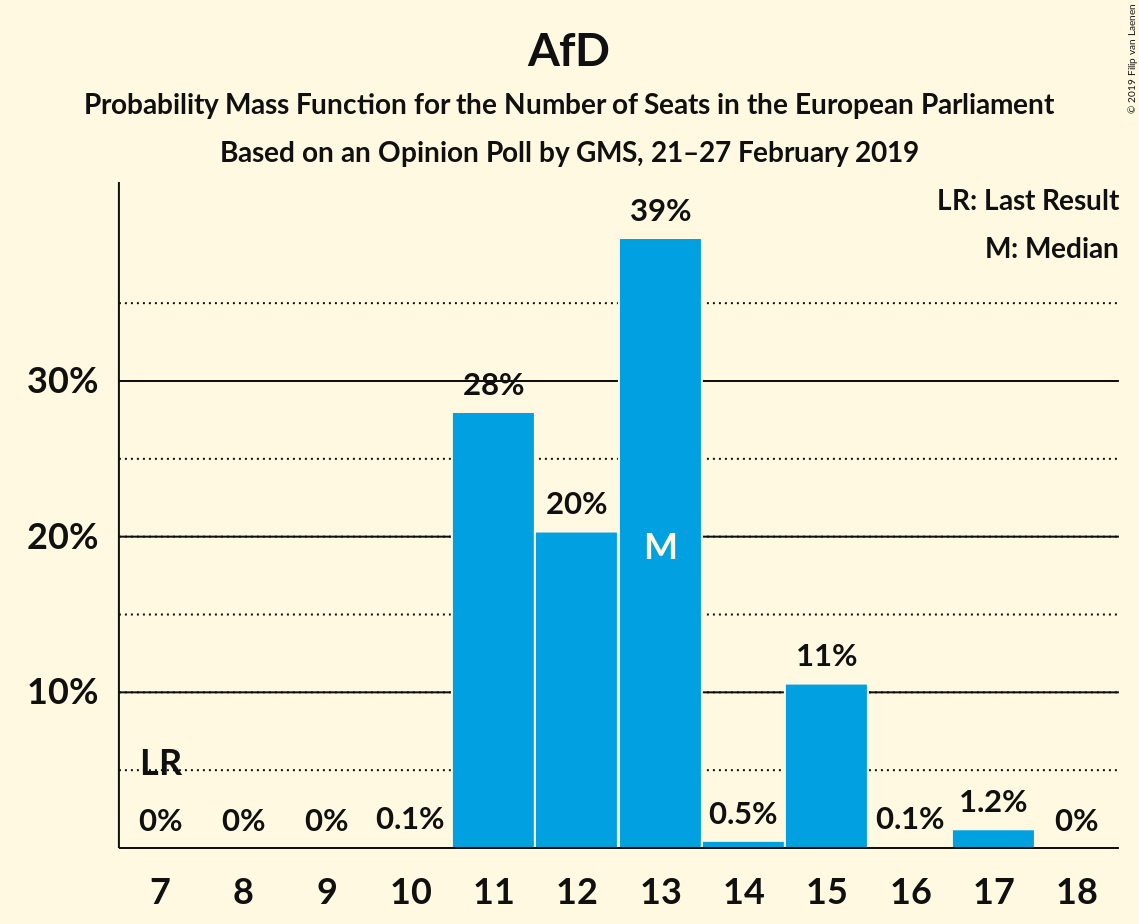 © 2019 Filip van Laenen
AfD
Probability Mass Function for the Number of Seats in the European Parliament
Based on an Opinion Poll by GMS, 21–27 February 2019
LR: Last Result
M: Median
39%
30%
28%
20%
20%
M
11%
10%
LR
0%
0%
0%
0.1%
0.5%
0.1%
1.2%
0%
7 8 9 10 11 12 13 14 15 16 17 18